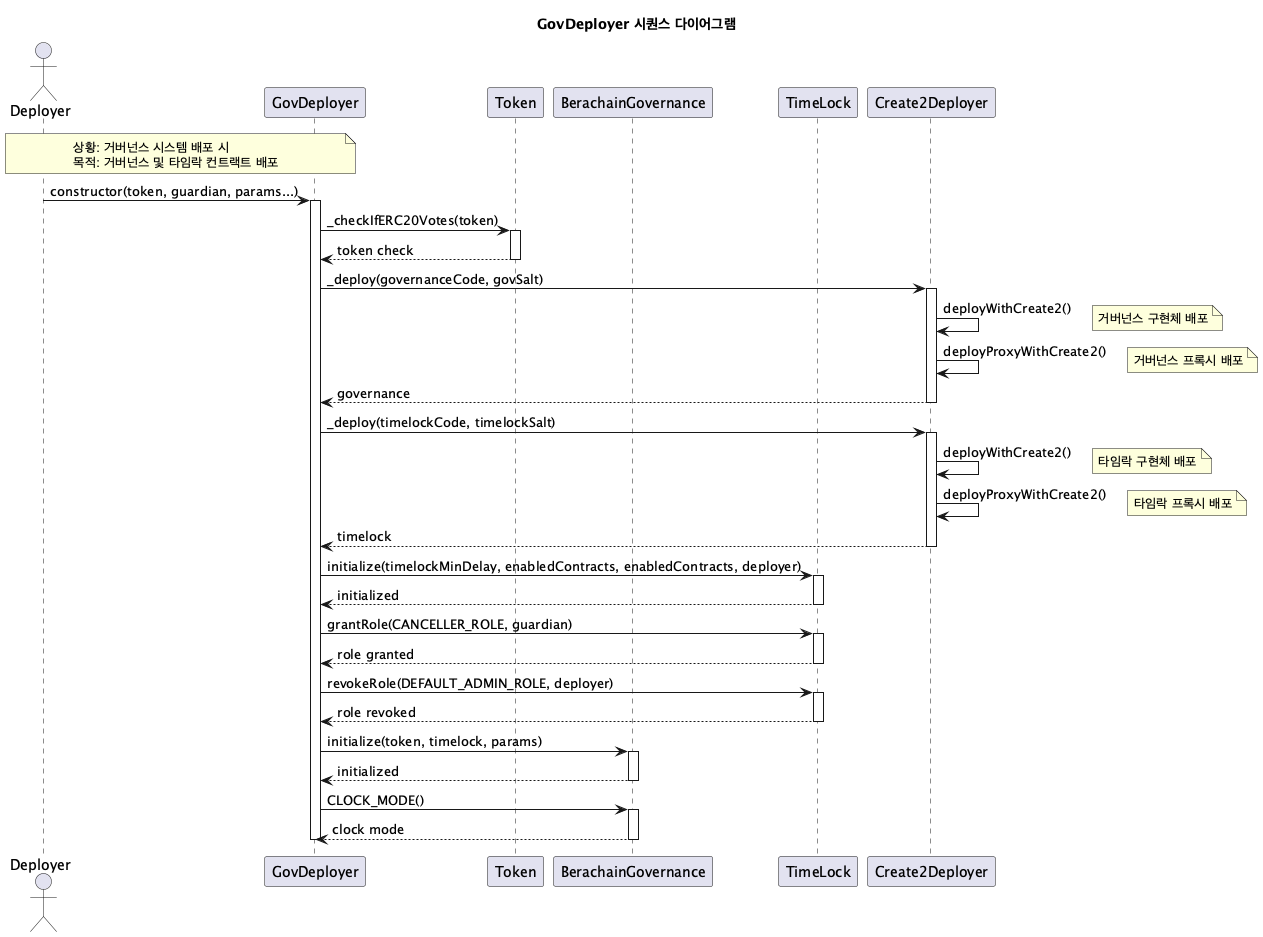 GovDeployer 시퀀스 다이어그램
Deployer
GovDeployer
Token
BerachainGovernance
TimeLock
Create2Deployer
상황: 거버넌스 시스템 배포 시
목적: 거버넌스 및 타임락 컨트랙트 배포
constructor(token, guardian, params...)
_checkIfERC20Votes(token)
token check
_deploy(governanceCode, govSalt)
deployWithCreate2()
거버넌스 구현체 배포
deployProxyWithCreate2()
거버넌스 프록시 배포
governance
_deploy(timelockCode, timelockSalt)
deployWithCreate2()
타임락 구현체 배포
deployProxyWithCreate2()
타임락 프록시 배포
timelock
initialize(timelockMinDelay, enabledContracts, enabledContracts, deployer)
initialized
grantRole(CANCELLER_ROLE, guardian)
role granted
revokeRole(DEFAULT_ADMIN_ROLE, deployer)
role revoked
initialize(token, timelock, params)
initialized
CLOCK_MODE()
clock mode
Deployer
GovDeployer
Token
BerachainGovernance
TimeLock
Create2Deployer